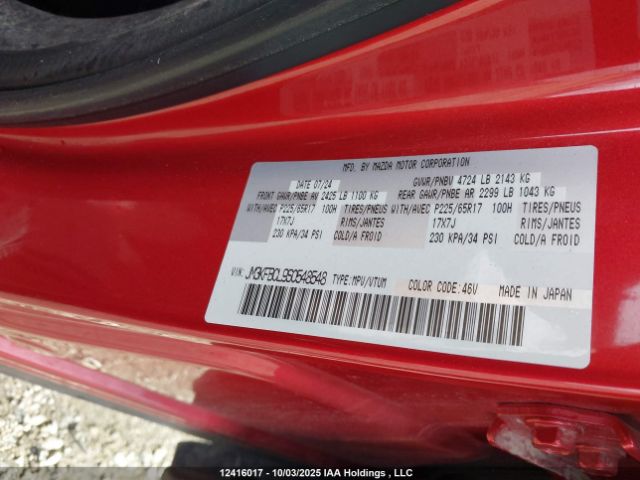 MFD. BY MAZDA MOTOR CORPORATION
DATE 07/24 GVWR/PNBV 4724 LB 2143 KG
FRONT GAWR/PNBE AV 2425 LB 1100 KG REAR GAWR/PNBE AR 2299 LB 1043 KG
WITH/AVEC P225/65R17 100H TIRES/PNEUS WITH/AVEC P225/65R17 100H TIRES/PNEUS
17X7J RIMS/JANTES 17X7J RIMS/JANTES
230 KPA/34 PSI COLD/A FROID 230 KPA/34 PSI COLD/A FROID
VIN: JM3KFBCL9S0548648 TYPE:MPV/VTUM COLOR CODE:46V MADE IN JAPAN
12416017 - 10/03/2025 IAA Holdings , LLC